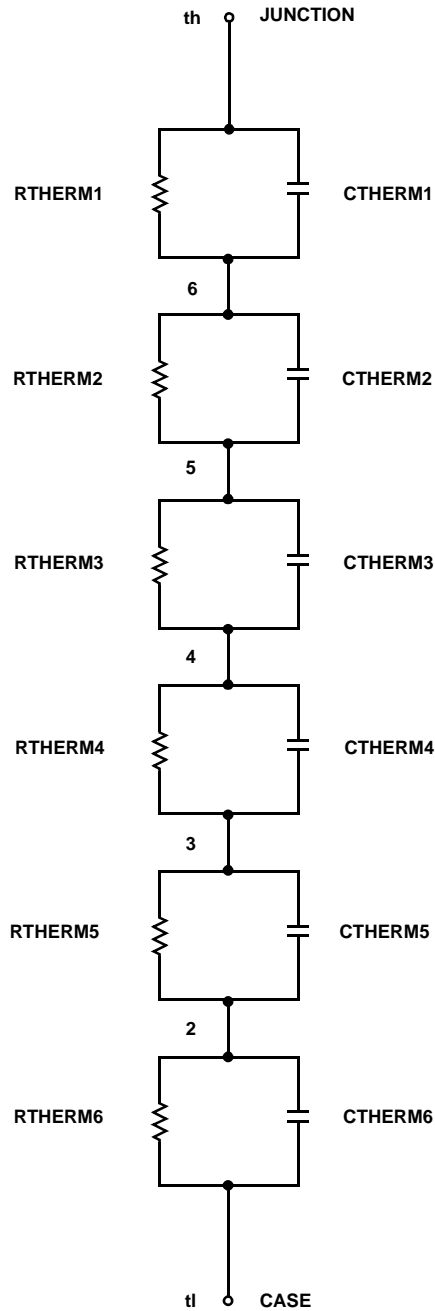 th JUNCTION
RTHERM1 CTHERM1
6
RTHERM2 CTHERM2
5
RTHERM3 CTHERM3
4
RTHERM4 CTHERM4
3
RTHERM5 CTHERM5
2
RTHERM6 CTHERM6
tl CASE